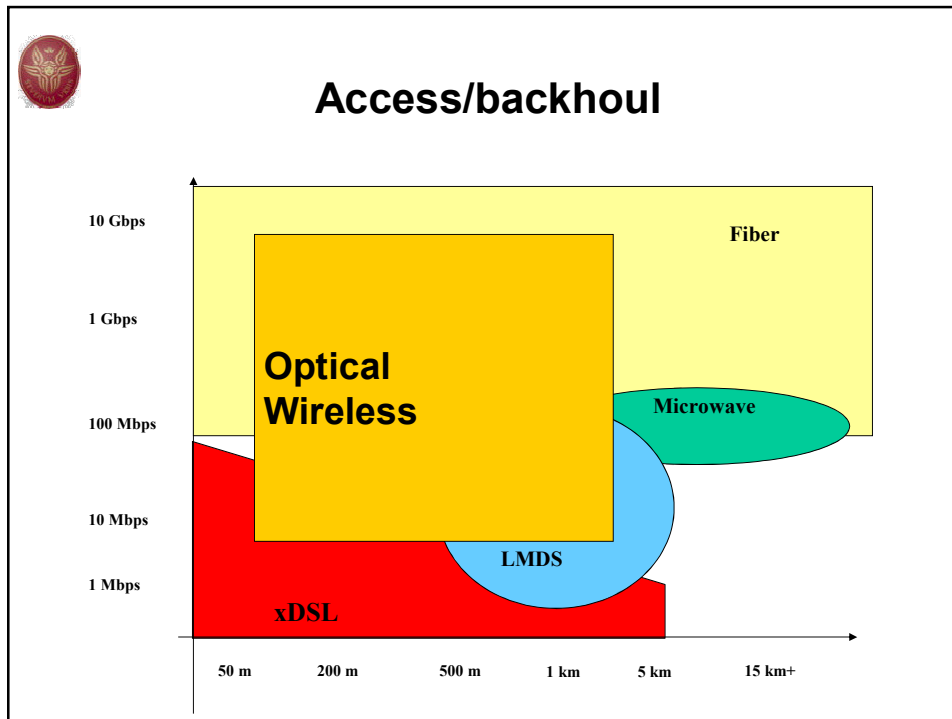 Access/backhoul
10 Gbps
Fiber
1 Gbps
Optical
Wireless
Microwave
100 Mbps
10 Mbps
LMDS
1 Mbps
xDSL
50 m 200 m 500 m 1 km 5 km 15 km+